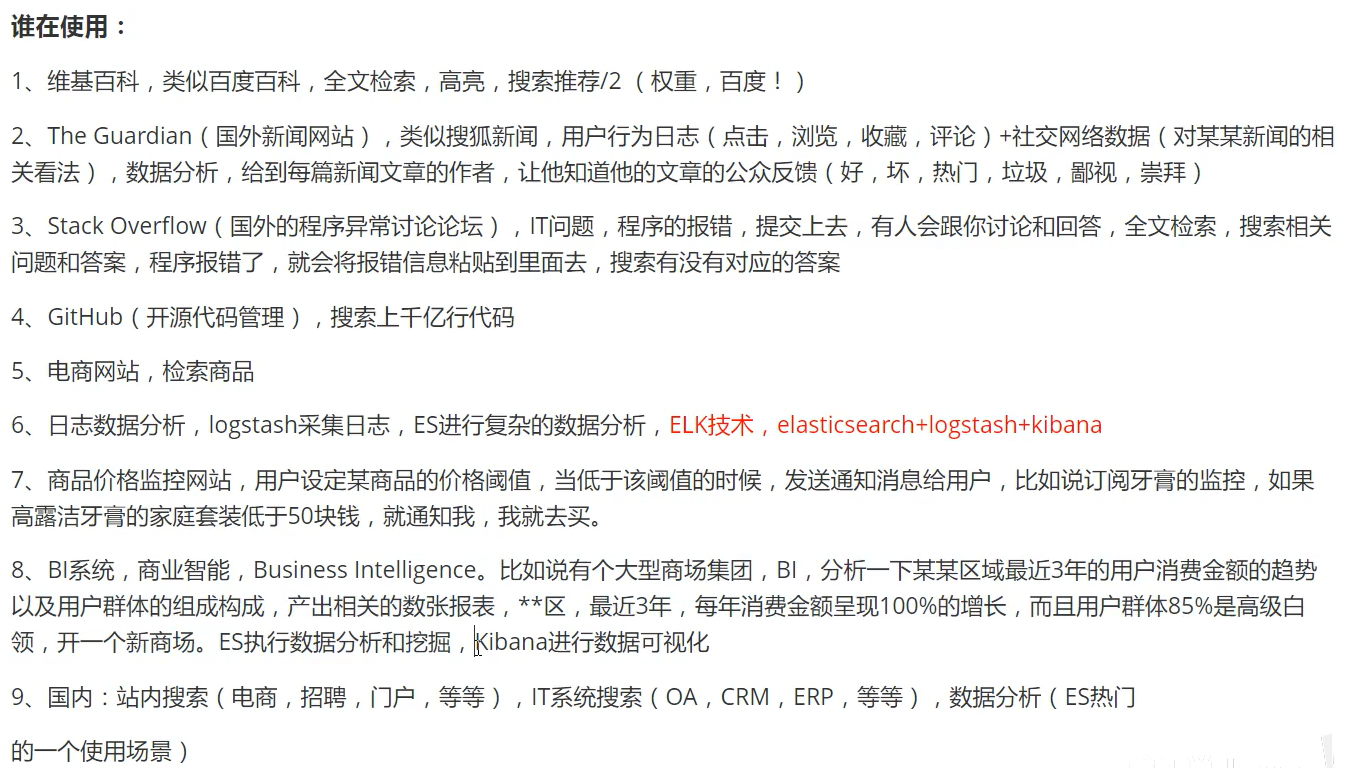 谁在使用：
1、维基百科，类似百度百科，全文检索，高亮，搜索推荐/2 （权重，百度！）
2、The Guardian（国外新闻网站），类似搜狐新闻，用户行为日志（点击，浏览，收藏，评论）+社交网络数据（对某某新闻的相
关看法），数据分析，给到每篇新闻文章的作者，让他知道他的文章的公众反馈（好，坏，热门，垃圾，鄙视，崇拜）
3、Stack Overflow（国外的程序异常讨论论坛），IT问题，程序的报错，提交上去，有人会跟你讨论和回答，全文检索，搜索相关
问题和答案，程序报错了，就会将报错信息粘贴到里面去，搜索有没有对应的答案
4、GitHub（开源代码管理），搜索上千亿行代码
5、电商网站，检索商品
6、日志数据分析，logstash采集日志，ES进行复杂的数据分析，ELK技术，elasticsearch+logstash+kibana
7、商品价格监控网站，用户设定某商品的价格阈值，当低于该阈值的时候，发送通知消息给用户，比如说订阅牙膏的监控，如果
高露洁牙膏的家庭套装低于50块钱，就通知我，我就去买。
8、BI系统，商业智能，Business Intelligence。比如说有个大型商场集团，BI，分析一下某某区域最近3年的用户消费金额的趋势
以及用户群体的组成构成，产出相关的数张报表，**区，最近3年，每年消费金额呈现100%的增长，而且用户群体85%是高级白
领，开一个新商场。ES执行数据分析和挖掘，Kibana进行数据可视化
9、国内：站内搜索（电商，招聘，门户，等等），IT系统搜索（OA，CRM，ERP，等等），数据分析（ES热门
的一个使用场景）